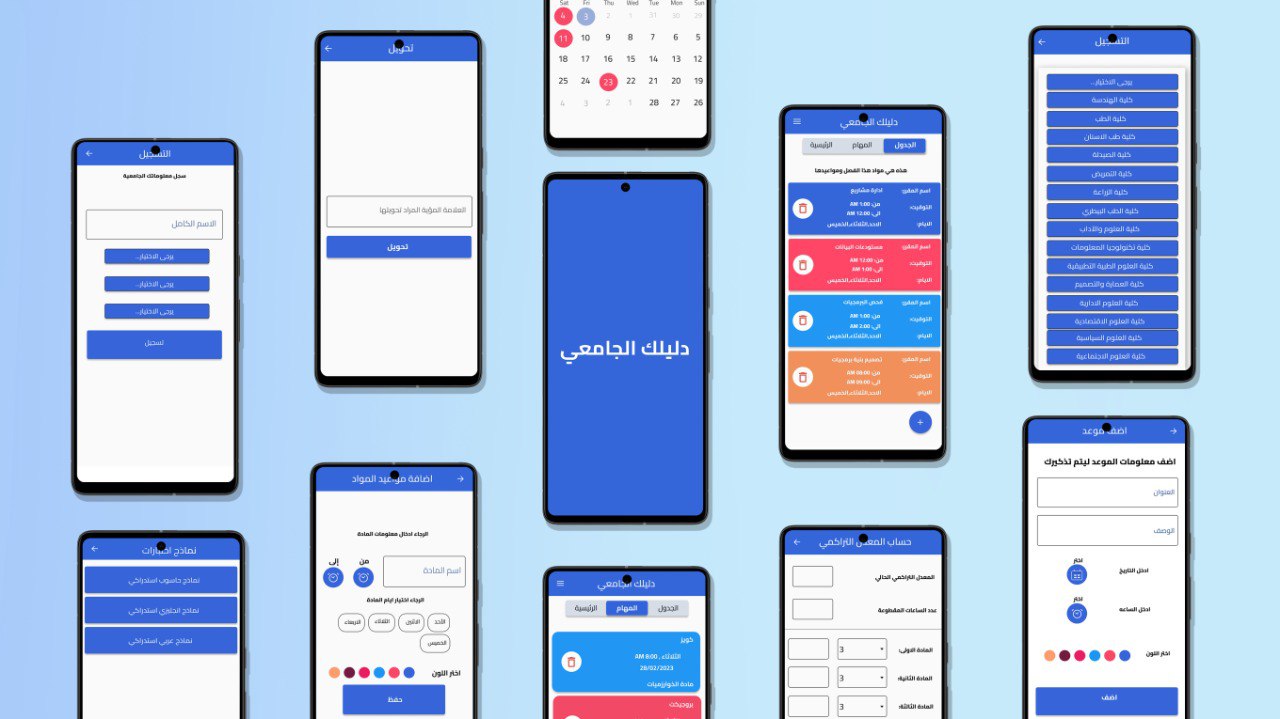 التسجيل
سجل معلوماتك الجامعية
الاسم الكامل
يرجى الاختيار...
يرجى الاختيار...
يرجى الاختيار...
تسجيل
نماذج اختبارات
نماذج حاسوب استدراكي
نماذج انجليزي استدراكي
نماذج عربي استدراكي
تحويل
العلامة المؤية المراد تحويلها
تحويل
اضافة مواعيد المواد
الرجاء ادخال معلومات المادة
من
إلى
اسم المادة
الرجاء اختيار ايام المادة
الأحد
الاثنين
الثلاثاء
الاربعاء
الخميس
اختر اللون
حفظ
Sat Fri Thu Wed Tue Mon Sun
4 3 2 1 31 30 29
11 10 9 8 7 6 5
18 17 16 15 14 13 12
25 24 23 22 21 20 19
4 3 2 1 28 27 26
دليلك الجامعي
دليلك الجامعي
الجدول
المهام
الرئيسية
كويز
الثلاثاء , 8:00 AM
28/02/2023
مادة الخوارزميات
بروجيكت
دليلك الجامعي
الجدول
المهام
الرئيسية
هذه هي مواد هذا الفصل ومواعيدها
اسم المقرر: ادارة مشاريع
التوقيت: من: 1:00 AM
الى: 12:00 AM
الايام: الاحد,الثلاثاء,الخميس
اسم المقرر: مستودعات البيانات
التوقيت: من: 12:00 AM
الى: 1:00 AM
الايام: الاحد,الثلاثاء,الخميس
اسم المقرر: فحص البرمجيات
التوقيت: من: 1:00 AM
الى: 2:00 AM
الايام: الاحد,الثلاثاء,الخميس
اسم المقرر: تصميم بنية برمجيات
التوقيت: من: 08:00 AM
الى: 09:00 AM
الايام: الاحد,الثلاثاء,الخميس
+
حساب المعدل التراكمي
المعدل التراكمي الحالي
عدد الساعات المقطوعة
المادة الاولى: 3
المادة الثانية: 3
المادة الثالثة: 3
التسجيل
يرجى الاختيار...
كلية الهندسة
كلية الطب
كلية طب الاسنان
كلية الصيدلة
كلية التمريض
كلية الزراعة
كلية الطب البيطري
كلية العلوم والآداب
كلية تكنولوجيا المعلومات
كلية العلوم الطبية التطبيقية
كلية العمارة والتصميم
كلية العلوم الادارية
كلية العلوم الاقتصادية
كلية العلوم السياسية
كلية العلوم الاجتماعية
اضف موعد
اضف معلومات الموعد ليتم تذكيرك
العنوان
الوصف
ادخل التاريخ
اختر
ادخل الساعه
اختر
اختر اللون
اضف